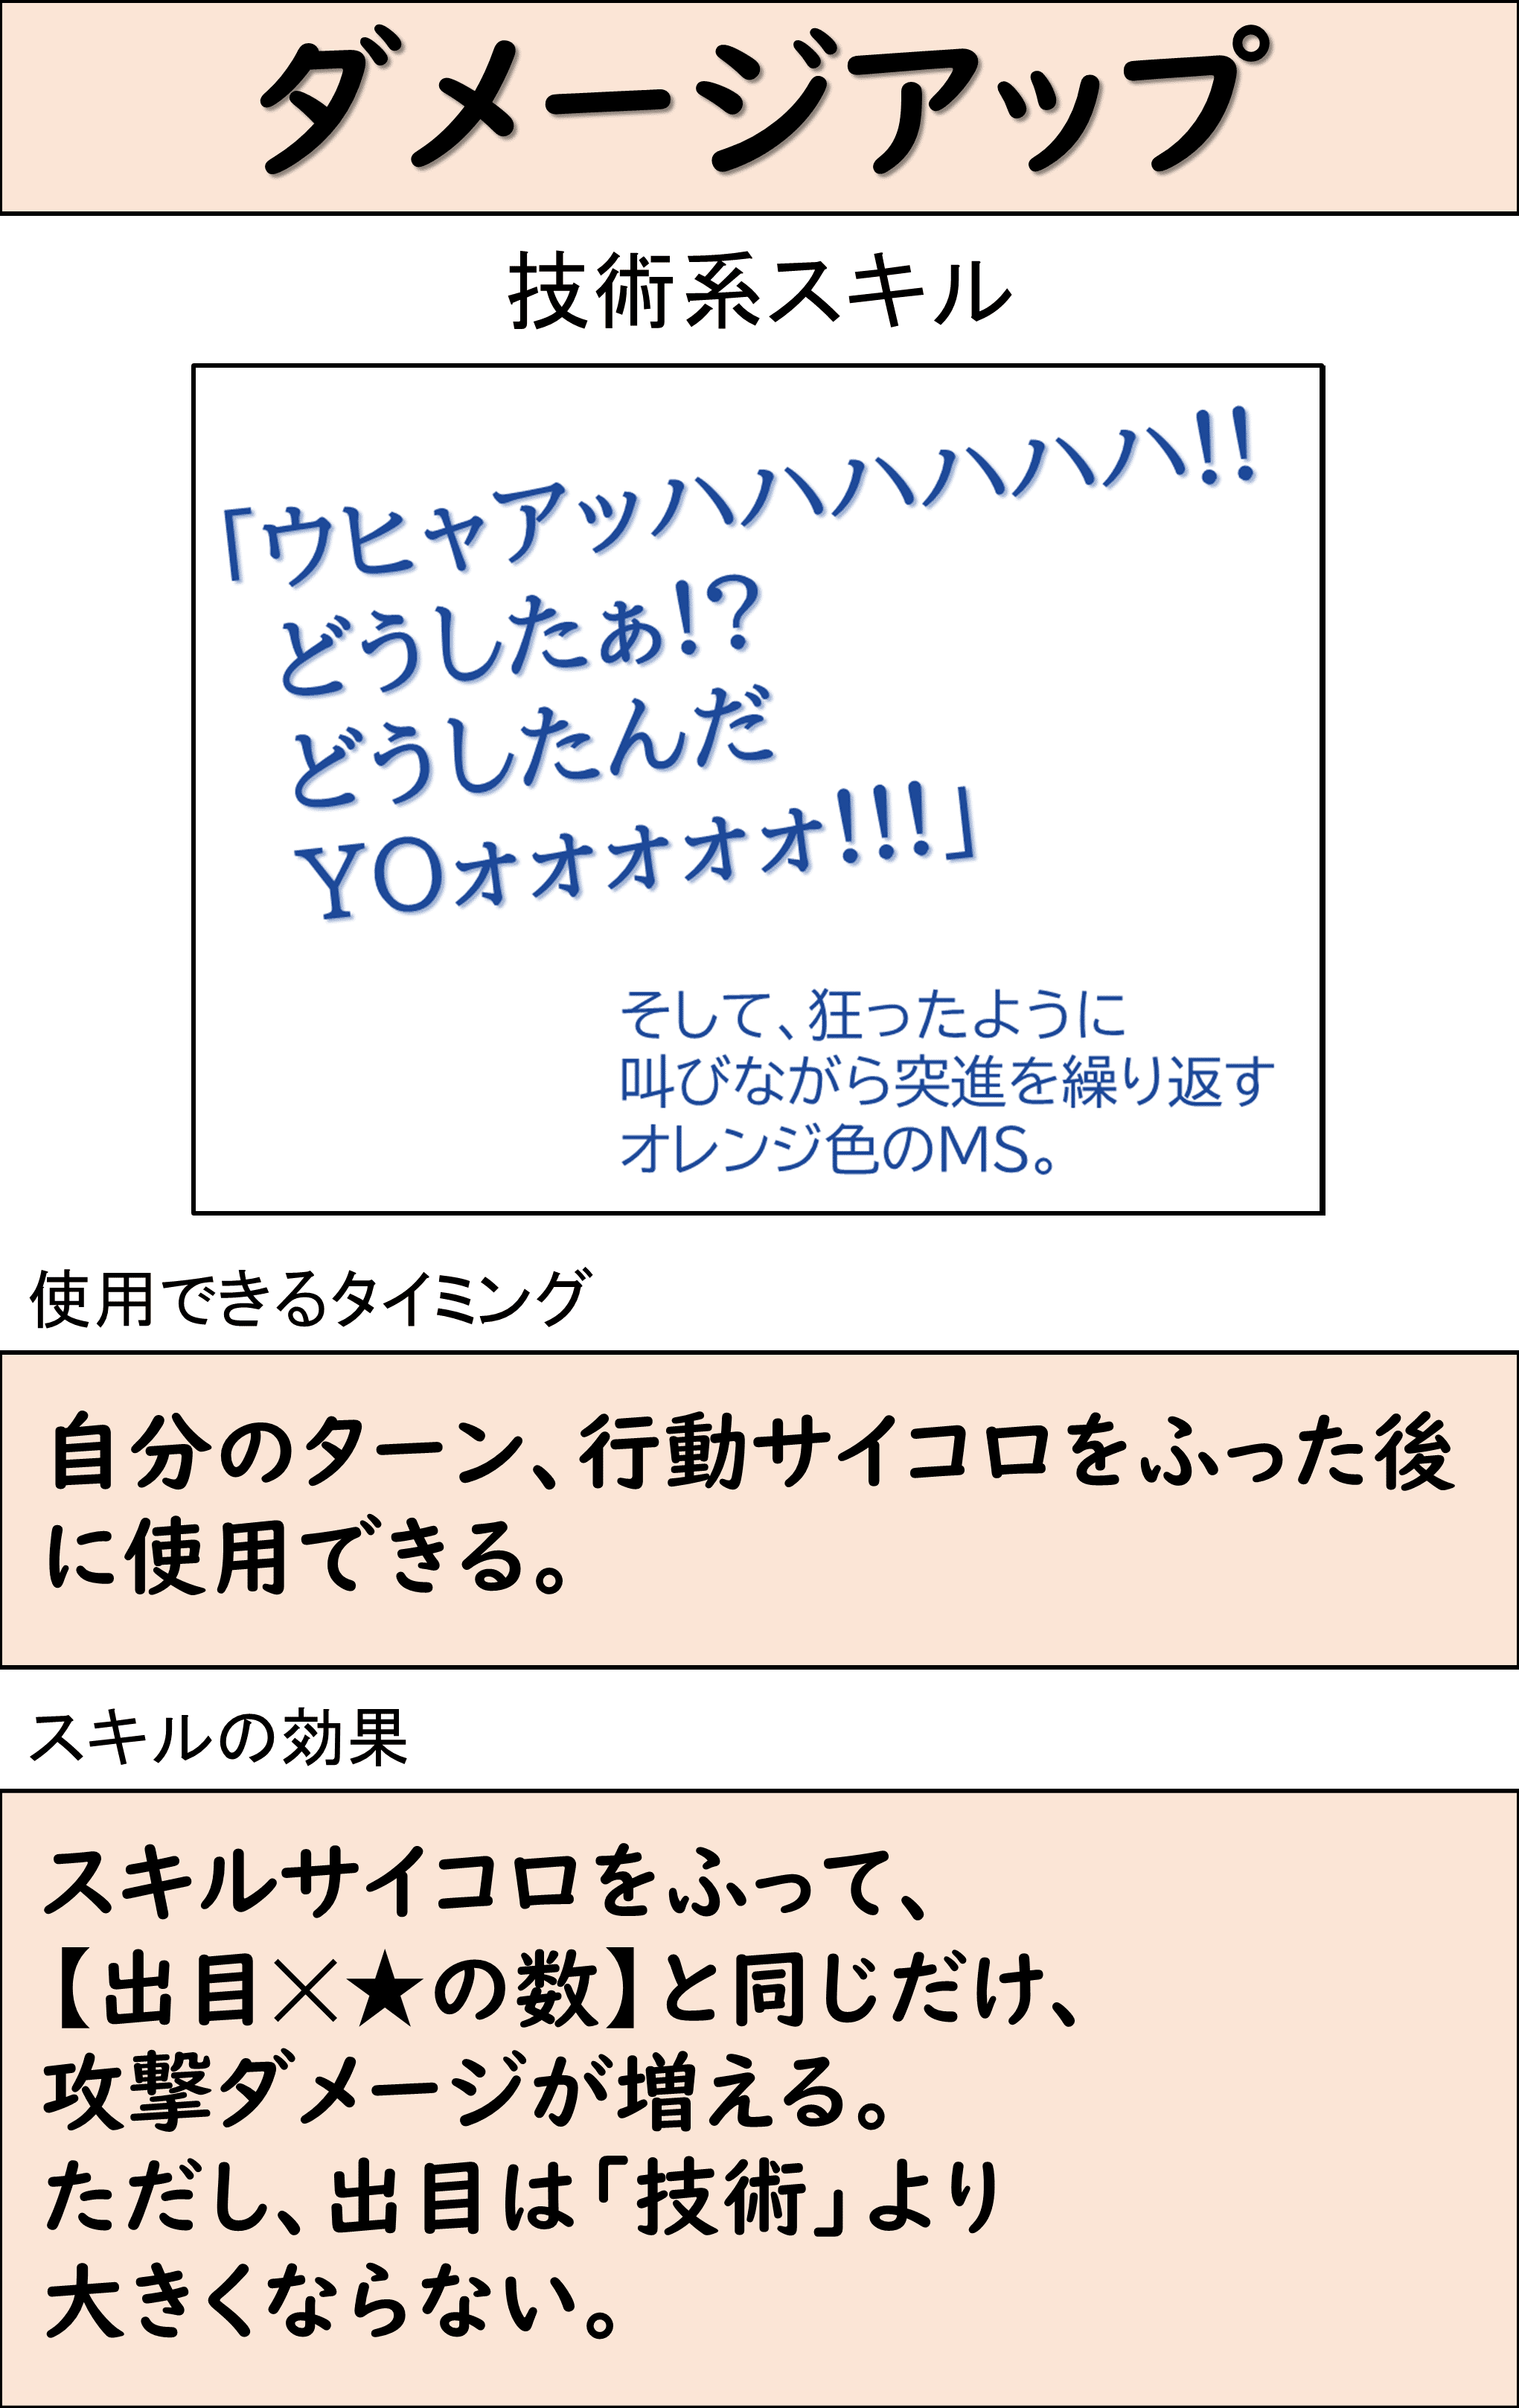 ダメージアップ
技術系スキル
「ウヒャアッハハハハハハ!!
どうしたぁ!?
どうしたんだ
YOォォォォォ!!!」
そして、狂ったように
叫びながら突進を繰り返す
オレンジ色のMS。
使用できるタイミング
自分のターン、行動サイコロをふった後
に使用できる。
スキルの効果
スキルサイコロをふって、
【出目×★の数】と同じだけ、
攻撃ダメージが増える。
ただし、出目は「技術」より
大きくならない。